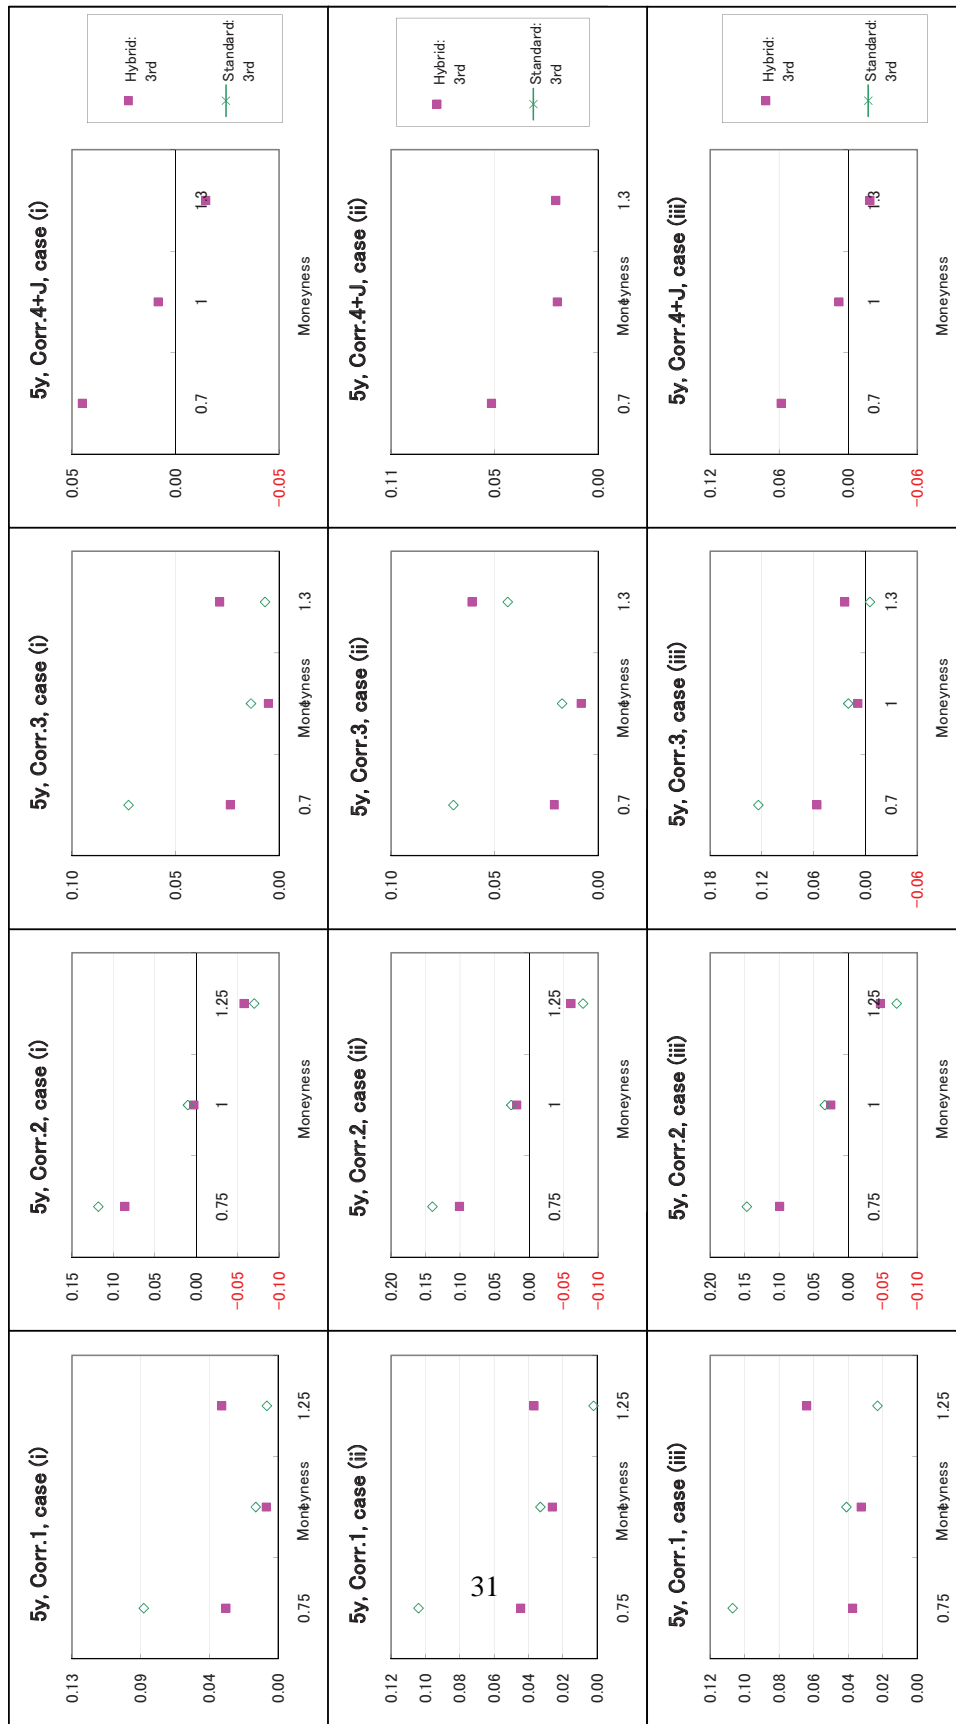 5y, Corr.1, case (i)
0.13
0.09
0.04
0.00
0.75
1
1.25
Moneyness
5y, Corr.2, case (i)
0.15
0.10
0.05
0.00
−0.05
−0.10
0.75
1
1.25
Moneyness
5y, Corr.3, case (i)
0.10
0.05
0.00
0.7
1
1.3
Moneyness
5y, Corr.4+J, case (i)
0.05
0.00
−0.05
0.7
1
1.3
Moneyness
Hybrid:
3rd
Standard:
3rd
5y, Corr.1, case (ii)
0.12
0.10
0.08
0.06
0.04
0.02
0.00
0.75
1
1.25
Moneyness
5y, Corr.2, case (ii)
0.20
0.15
0.10
0.05
0.00
−0.05
−0.10
0.75
1
1.25
Moneyness
5y, Corr.3, case (ii)
0.10
0.05
0.00
0.7
1
1.3
Moneyness
5y, Corr.4+J, case (ii)
0.11
0.05
0.00
0.7
1
1.3
Moneyness
Hybrid:
3rd
Standard:
3rd
5y, Corr.1, case (iii)
0.12
0.10
0.08
0.06
0.04
0.02
0.00
0.75
1
1.25
Moneyness
5y, Corr.2, case (iii)
0.20
0.15
0.10
0.05
0.00
−0.05
−0.10
0.75
1
1.25
Moneyness
5y, Corr.3, case (iii)
0.18
0.12
0.06
0.00
−0.06
0.7
1
1.3
Moneyness
5y, Corr.4+J, case (iii)
0.12
0.06
0.00
−0.06
0.7
1
1.3
Moneyness
Hybrid:
3rd
Standard:
3rd
31